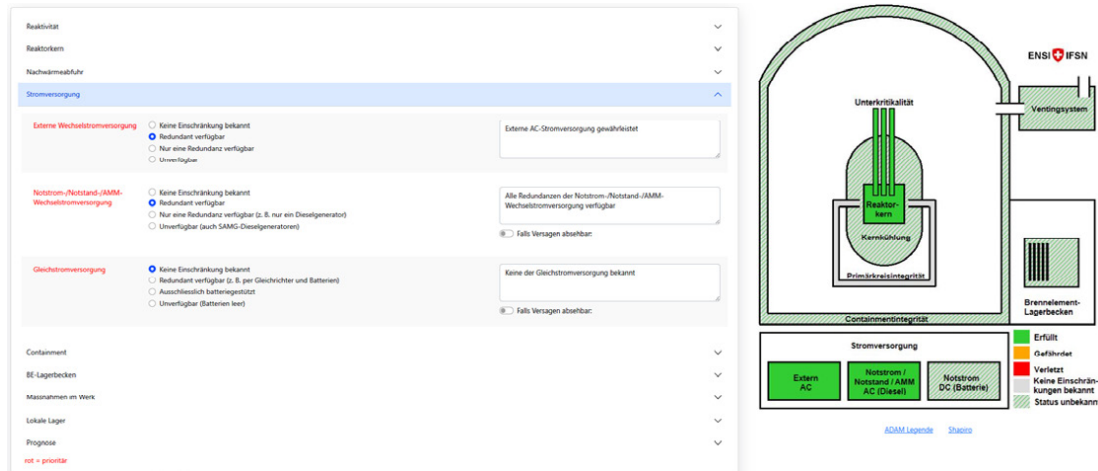 Reaktivität
Reaktorkern
Nachwärmeabfuhr
Stromversorgung
Externe Wechselstromversorgung
Keine Einschränkung bekannt
Redundant verfügbar
Nur eine Redundanz verfügbar
Unverfügbar
Externe AC-Stromversorgung gewährleistet
Notstrom-/Notstand-/AMM-
Wechselstromversorgung
Keine Einschränkung bekannt
Redundant verfügbar
Nur eine Redundanz verfügbar (z. B. nur ein Dieselgenerator)
Unverfügbar (auch SAMG-Dieselgeneratoren)
Alle Redundanzen der Notstrom-/Notstand-/AMM-
Wechselstromversorgung verfügbar
Falls Versagen absehbar:
Gleichstromversorgung
Keine Einschränkung bekannt
Redundant verfügbar (z. B. per Gleichrichter und Batterien)
Ausschliesslich batteriegestützt
Unverfügbar (Batterien leer)
Keine der Gleichstromversorgung bekannt
Falls Versagen absehbar:
Containment
BE-Lagerbecken
Massnahmen im Werk
Lokale Lager
Prognose
rot = prioritär
ENSI IFSN
Ventingsystem
Unterkritikalität
Reaktor-
kern
Kernkühlung
Primärkreisintegrität
Containmentintegrität
Brennelement-
Lagerbecken
Stromversorgung
Extern
AC
Notstrom /
Notstand / AMM
AC (Diesel)
Notstrom
DC (Batterie)
Erfüllt
Gefährdet
Verletzt
Keine Einschrän-
kungen bekannt
Status unbekannt
ADAM Legende
Shapiro